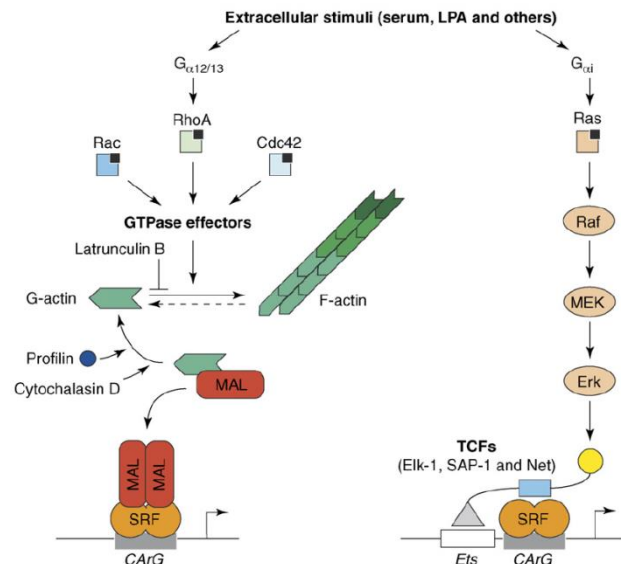 Extracellular stimuli (serum, LPA and others)
Gα12/13
Gαi
RhoA
Ras
Rac
Cdc42
GTPase effectors
Raf
Latrunculin B
G-actin
F-actin
MEK
Profilin
Cytochalasin D
MAL
Erk
TCFs
(Elk-1, SAP-1 and Net)
MAL
MAL
SRF
SRF
CArG
Ets
CArG